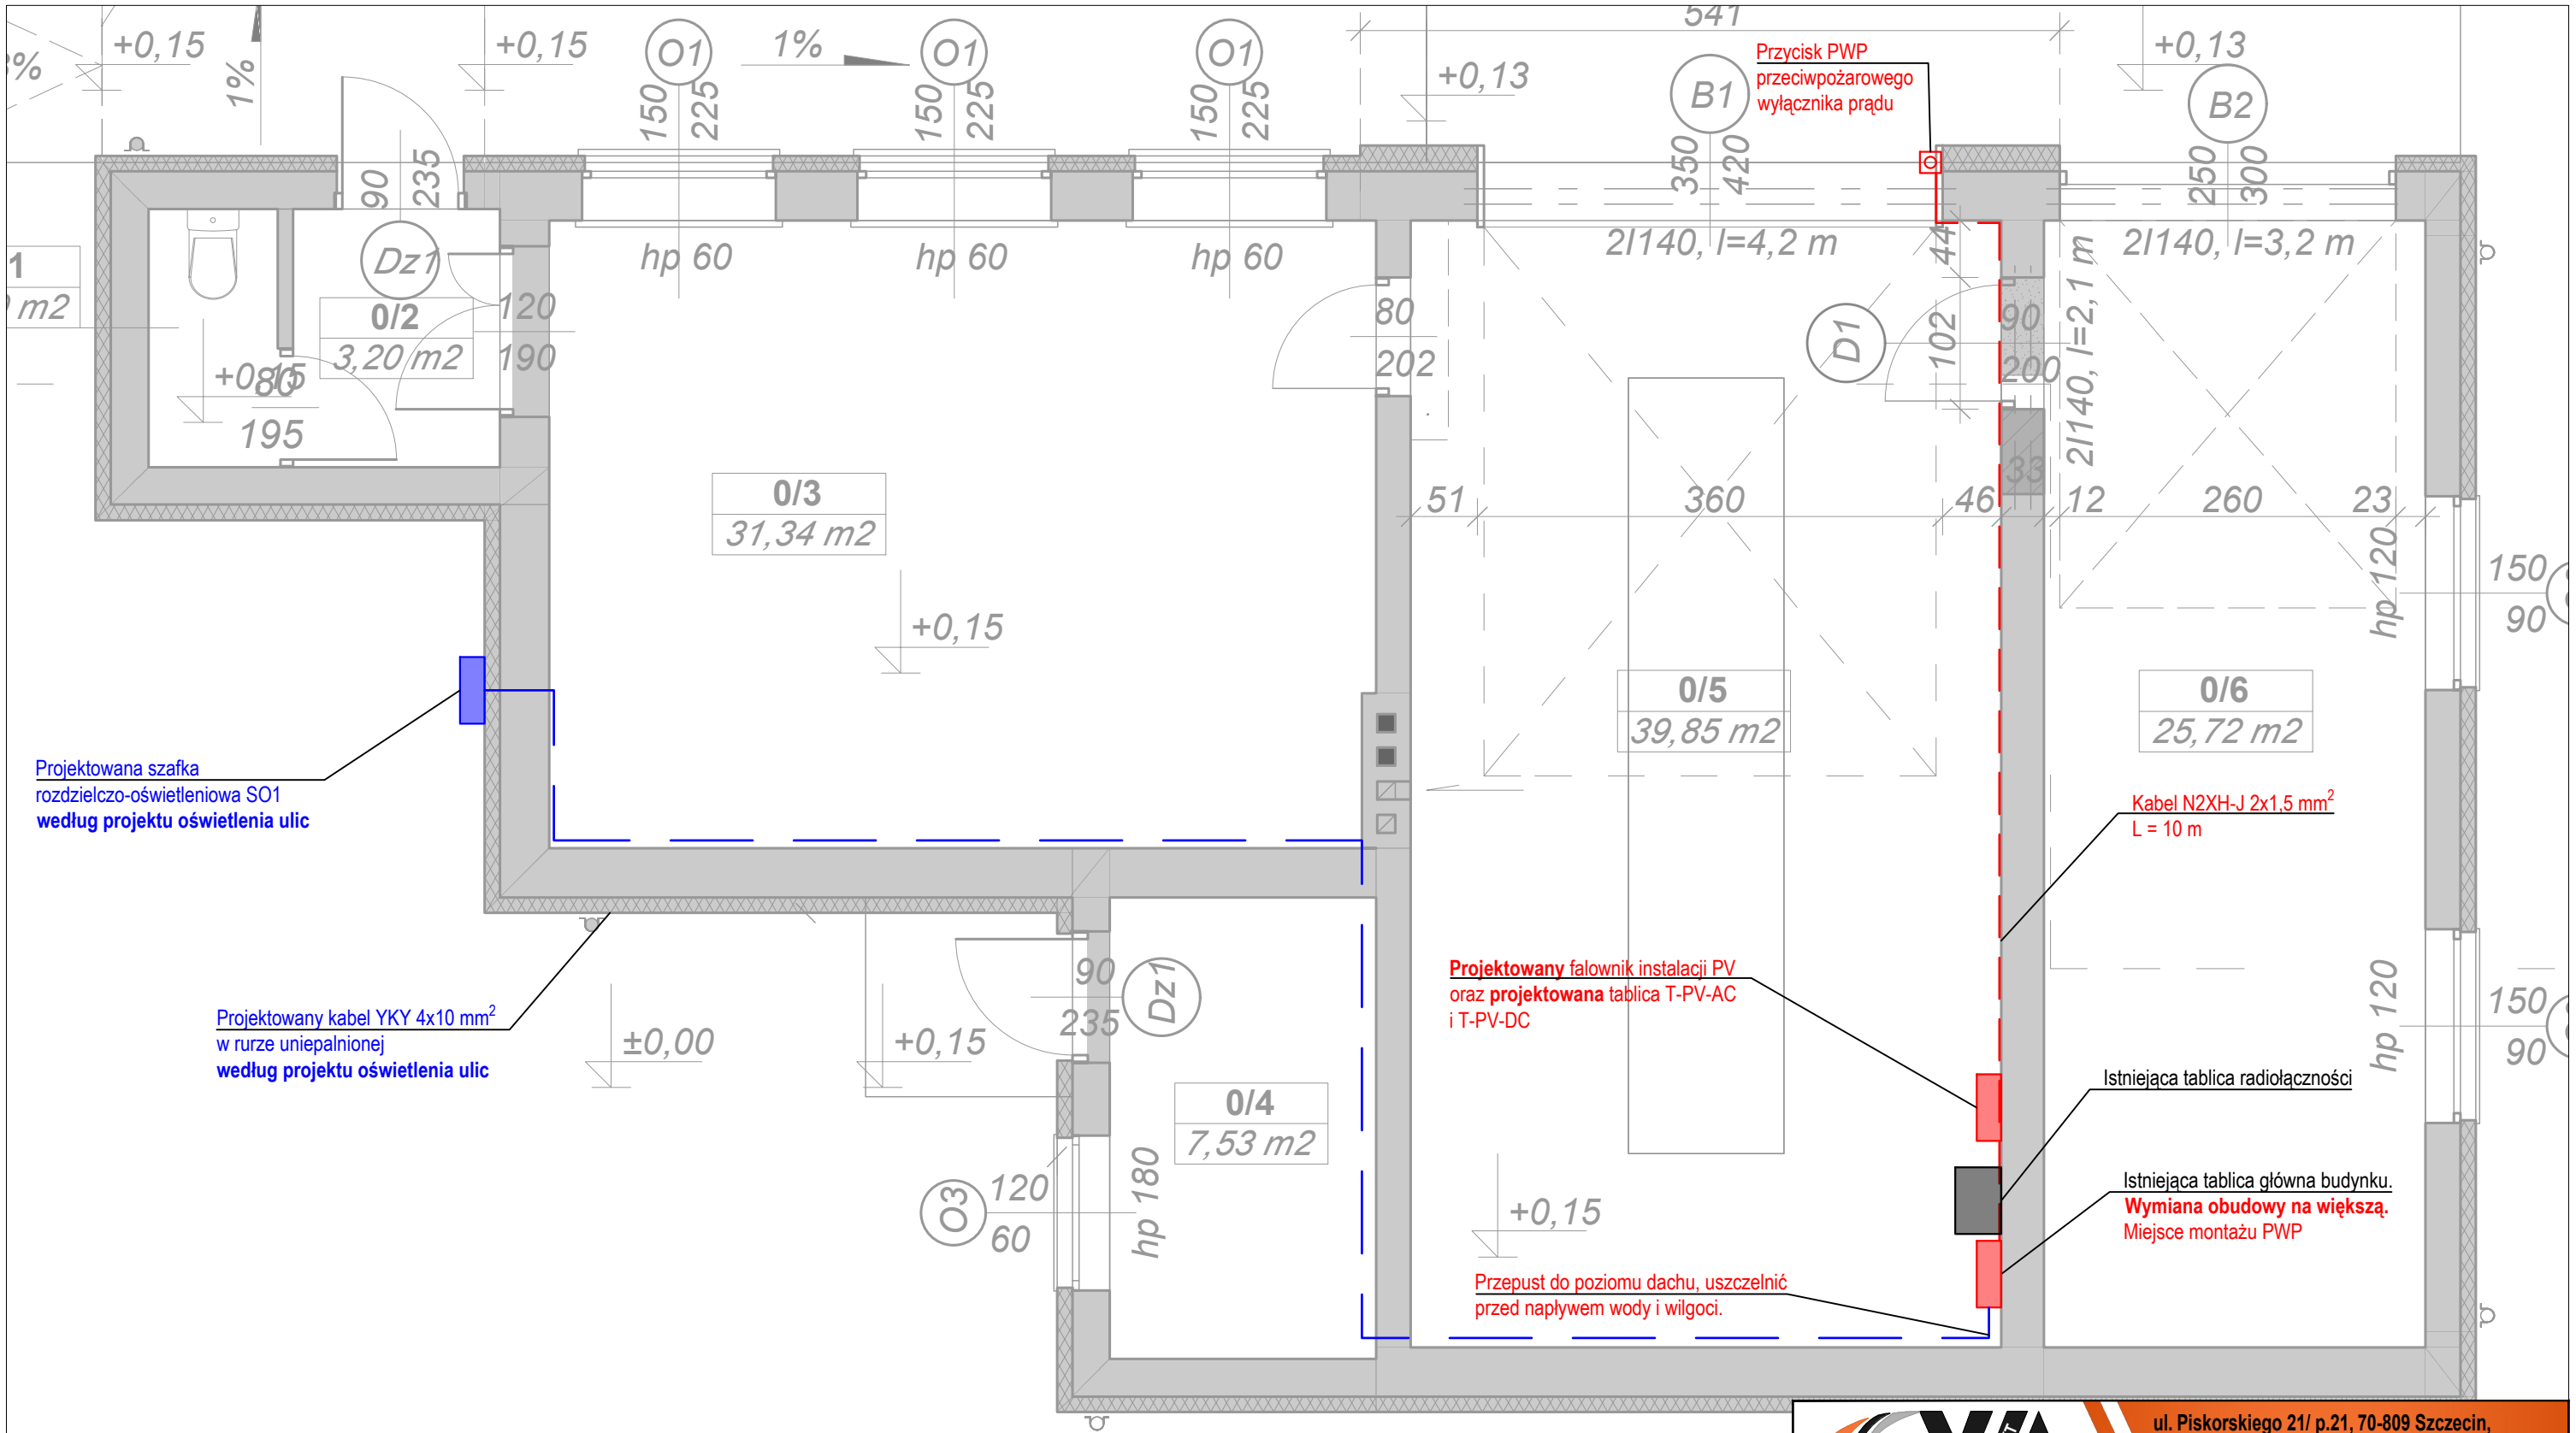 541
+0,15
+0,15
O1
1%
O1
O1
+0,13
B1
Przycisk PWP
przeciwpożarowego
wyłącznika prądu
+0,13
B2
1%
150
225
150
225
150
225
350
420
250
300
90
235
Dz1
hp 60
hp 60
hp 60
2I140, l=4,2 m
2I140, l=3,2 m
44
1
m2
0/2
3,20 m2
120
190
80
202
D1
102
90
200
2I140, l=2,1 m
+0,15
80
195
33
0/3
31,34 m2
51
360
46
12
260
23
hp 120
150
90
+0,15
0/5
39,85 m2
0/6
25,72 m2
Projektowana szafka
rozdzielczo-oświetleniowa SO1
według projektu oświetlenia ulic
Kabel N2XH-J 2x1,5 mm2
L = 10 m
Projektowany falownik instalacji PV
oraz projektowana tablica T-PV-AC
i T-PV-DC
90
235
Dz1
hp 120
150
90
Projektowany kabel YKY 4x10 mm2
w rurze uniepalnionej
według projektu oświetlenia ulic
±0,00
+0,15
Istniejąca tablica radiołączności
0/4
7,53 m2
O3
120
60
hp 180
+0,15
Istniejąca tablica główna budynku.
Wymiana obudowy na większą.
Miejsce montażu PWP
Przepust do poziomu dachu, uszczelnić
przed napływem wody i wilgoci.
ul. Piskorskiego 21/ p.21, 70-809 Szczecin,